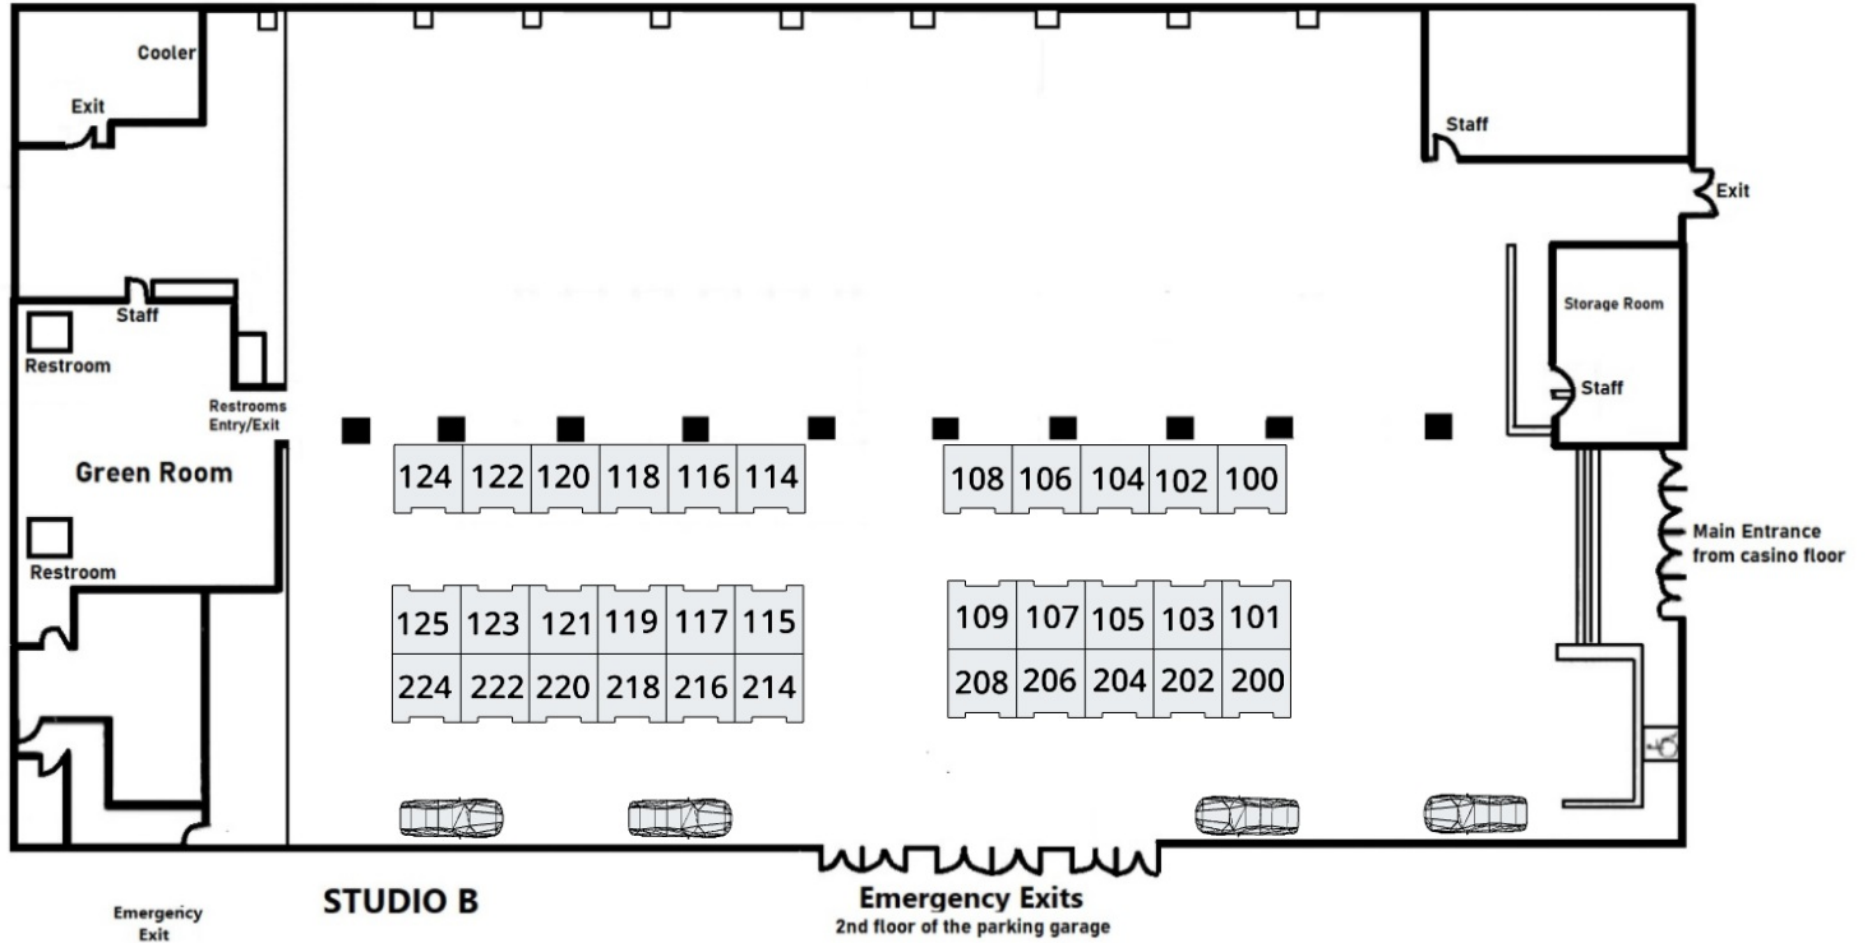 Cooler
Exit
Staff
Exit
Staff
Restroom
Storage Room
Staff
Restrooms
Entry/Exit
Green Room
124 122 120 118 116 114
108 106 104 102 100
Restroom
Main Entrance
from casino floor
125 123 121 119 117 115
109 107 105 103 101
224 222 220 218 216 214
208 206 204 202 200
STUDIO B
Emergency Exits
2nd floor of the parking garage
Emergency
Exit